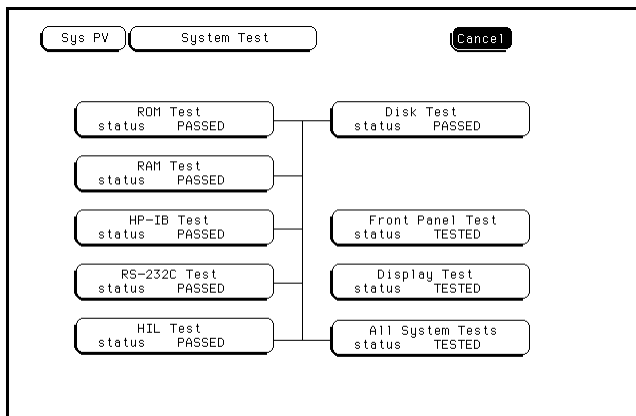 Sys PV System Test Cancel
ROM Test
status PASSED
Disk Test
status PASSED
RAM Test
status PASSED
HP-IB Test
status PASSED
Front Panel Test
status TESTED
RS-232C Test
status PASSED
Display Test
status TESTED
HIL Test
status PASSED
All System Tests
status TESTED